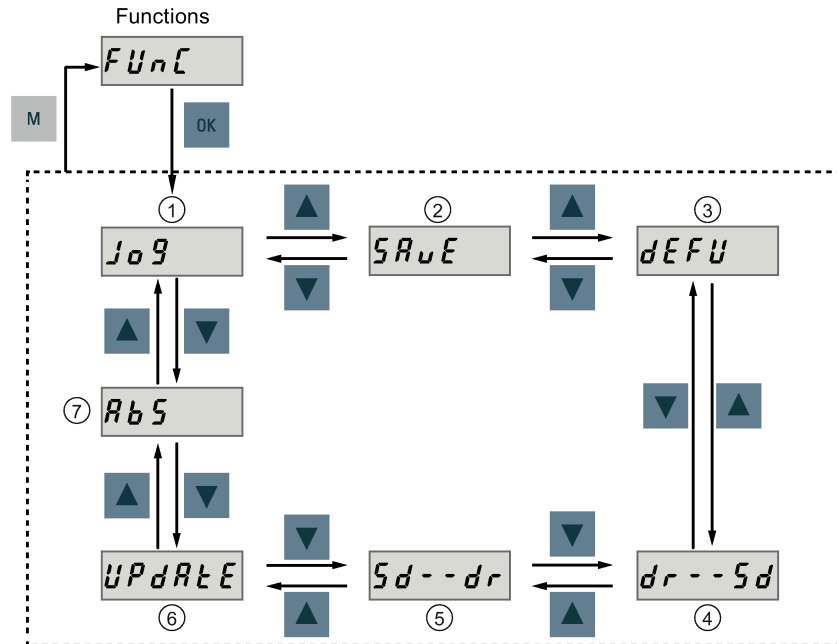 Functions
FUnC
M
OK
1
2
3
JoG
SAvE
dEFU
7
AbS
UPdAtE
Sd--dr
dr--Sd
6
5
4